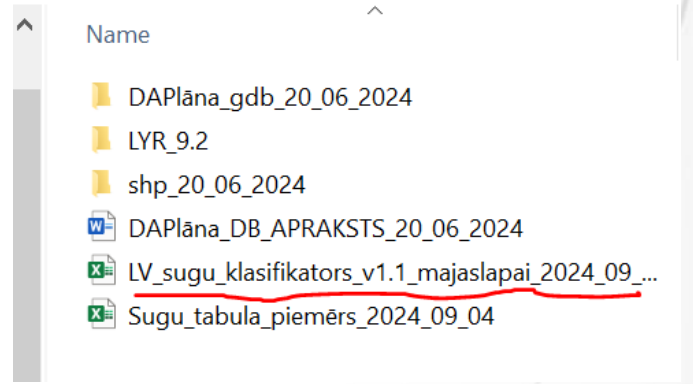 Name
DAPlāna_gdb_20_06_2024
LYR_9.2
shp_20_06_2024
DAPlāna_DB_APRAKSTS_20_06_2024
LV_sugu_klasifikators_v1.1_majaslapai_2024_09_...
Sugu_tabula_piemērs_2024_09_04